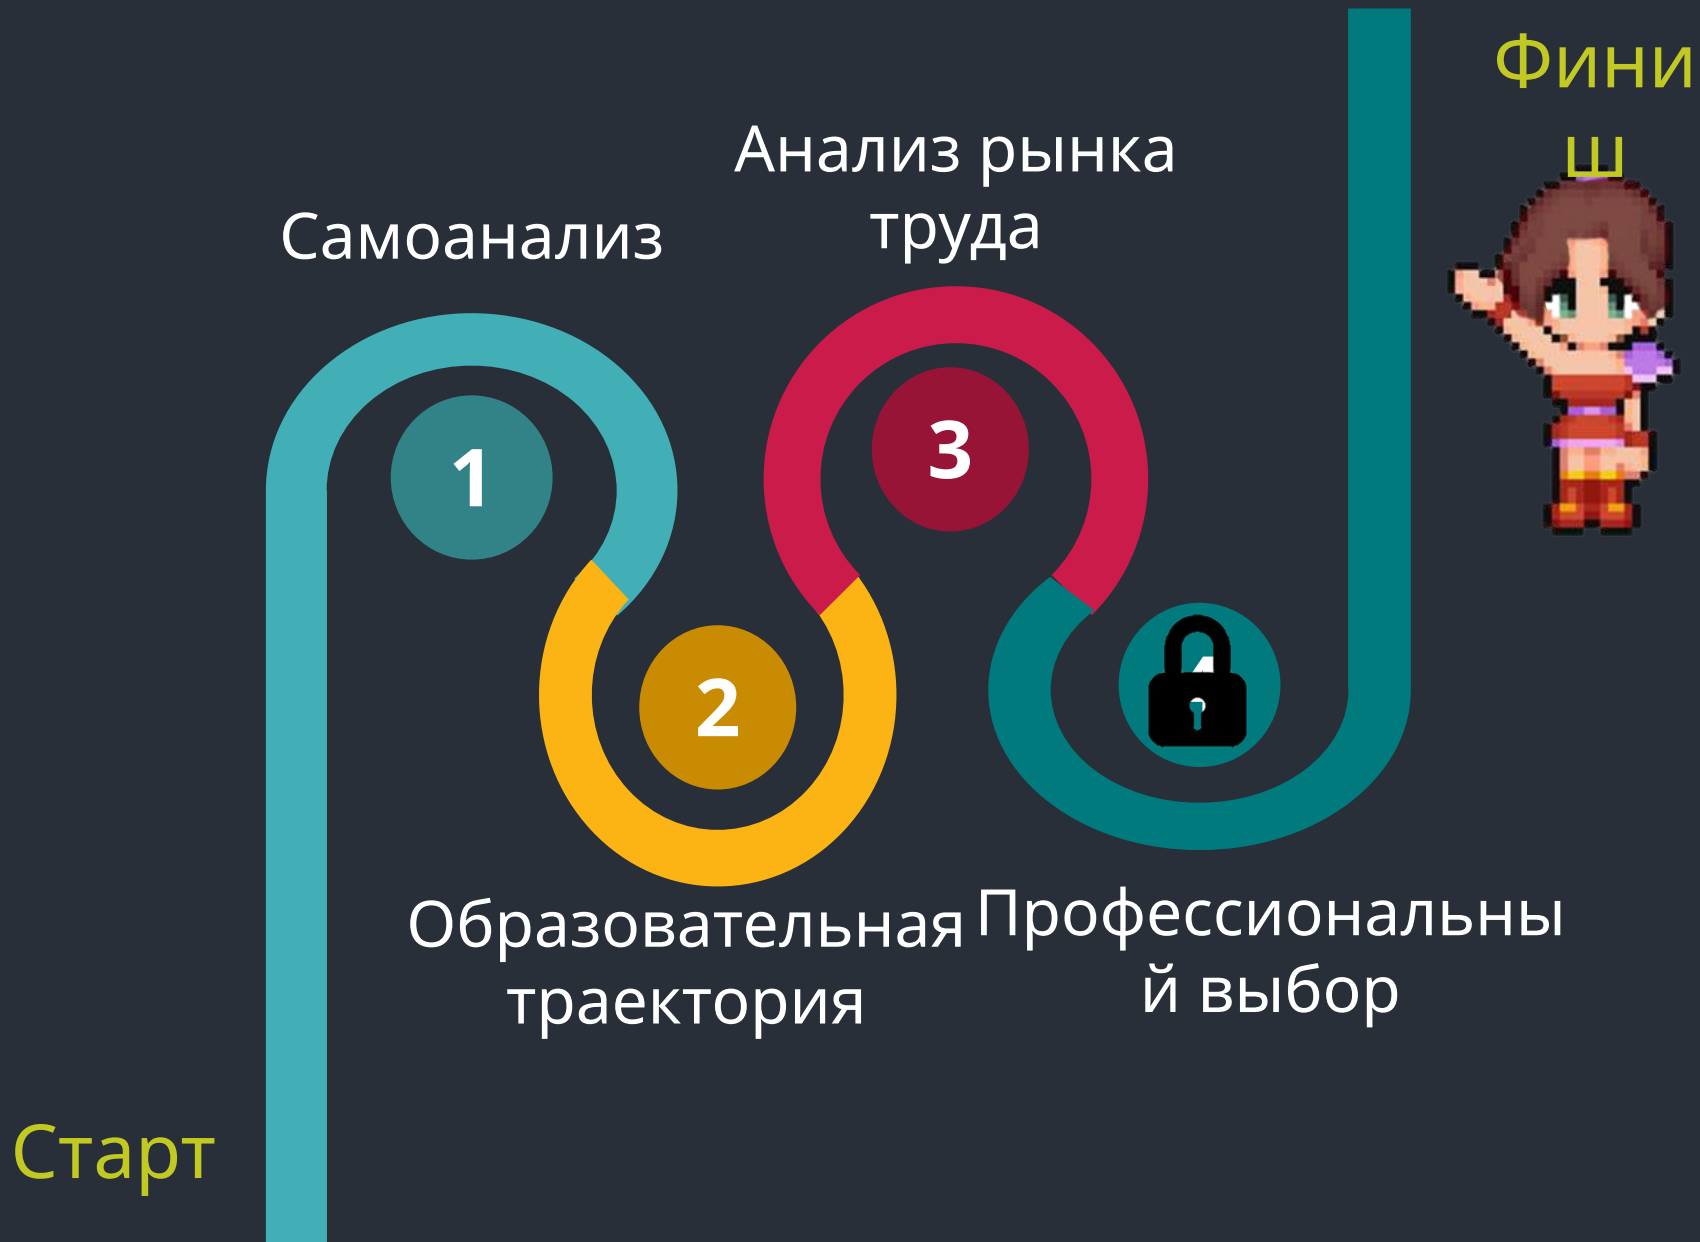 Фини
ш
Анализ рынка
труда
Самоанализ
1
3
2
Образовательная
траектория
Профессиональны
й выбор
Старт